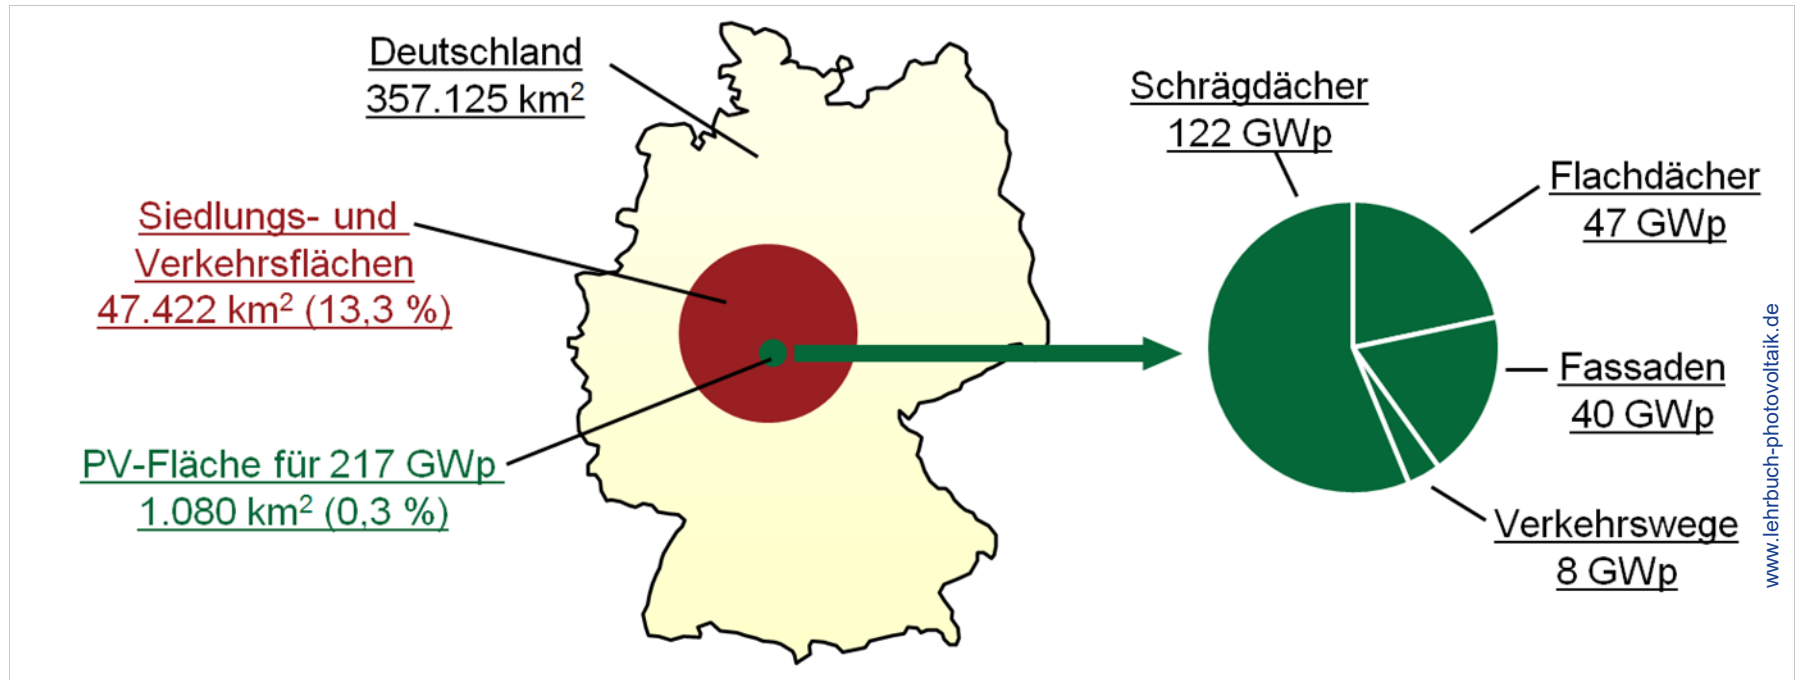 Deutschland
357.125 km²
Siedlungs- und
Verkehrsflächen
47.422 km² (13,3 %)
PV-Fläche für 217 GWp
1.080 km² (0,3 %)
Schrägdächer
122 GWp
Flachdächer
47 GWp
Fassaden
40 GWp
Verkehrswege
8 GWp
www.lehrbuch-photovoltaik.de